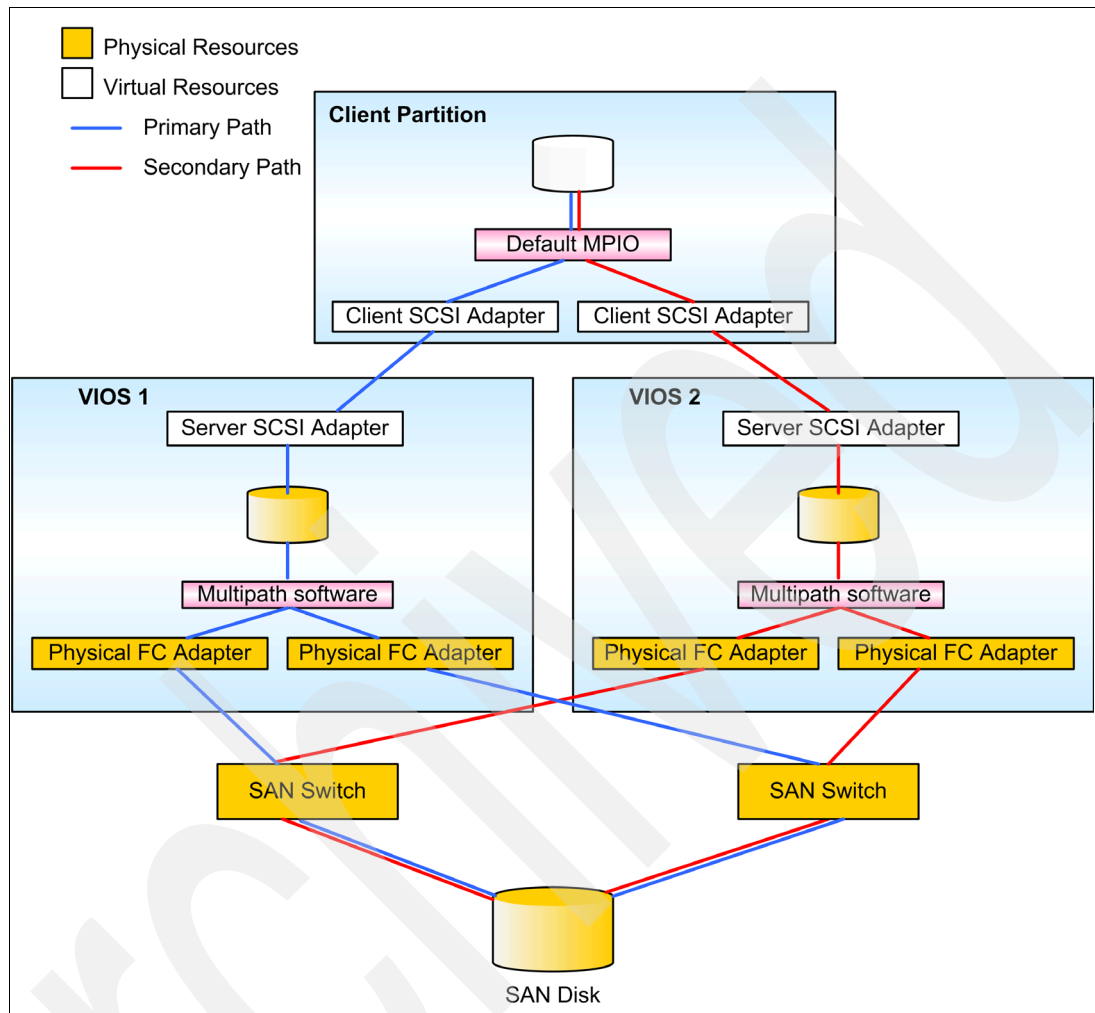 Physical Resources
Virtual Resources
Primary Path
Secondary Path
Client Partition
Default MPIO
Client SCSI Adapter
Client SCSI Adapter
VIOS 1
Server SCSI Adapter
Multipath software
Physical FC Adapter
Physical FC Adapter
VIOS 2
Server SCSI Adapter
Multipath software
Physical FC Adapter
Physical FC Adapter
SAN Switch
SAN Switch
SAN Disk